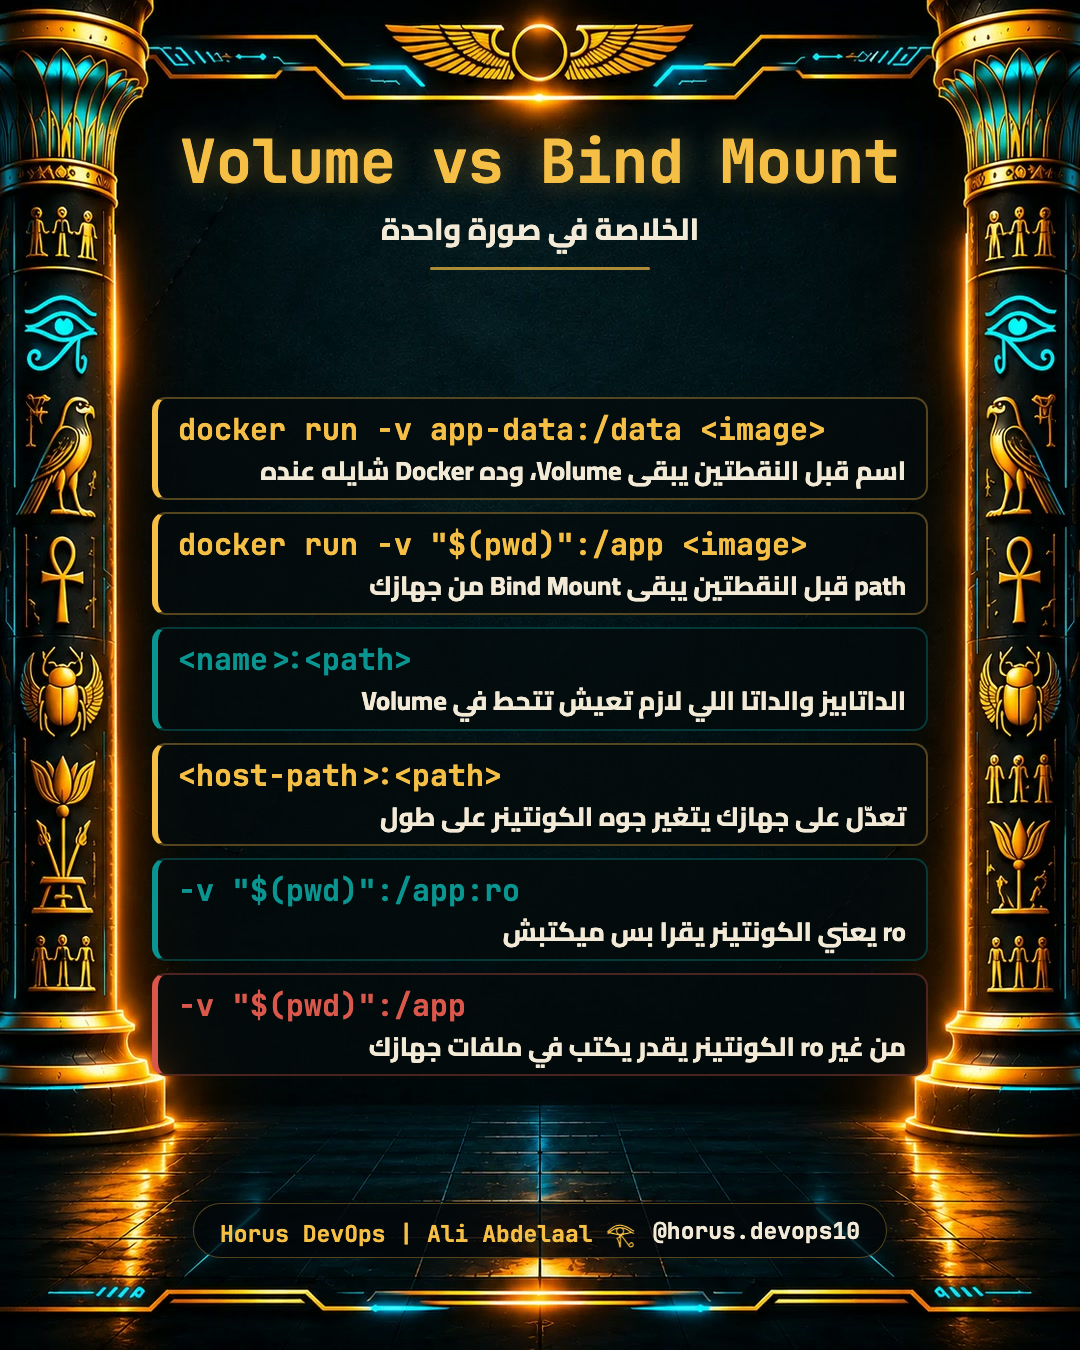 Volume vs Bind Mount
الخلاصة في صورة واحدة
docker run -v app-data:/data <image>
اسم قبل النقطتين يبقى Volume، وده Docker شايله عنده
docker run -v "$(pwd)":/app <image>
path قبل النقطتين يبقى Bind Mount من جهازك
<name>:<path>
الداتابيز والداتا اللي لازم تعيش تتحط في Volume
<host-path>:<path>
تعدّل على جهازك يتغير جوه الكونتينر على طول
-v "$(pwd)":/app:ro
ro يعني الكونتينر يقرا بس ميكتبش
-v "$(pwd)":/app
من غير ro الكونتينر يقدر يكتب في ملفات جهازك
Horus DevOps | Ali Abdelaal @horus.devops10